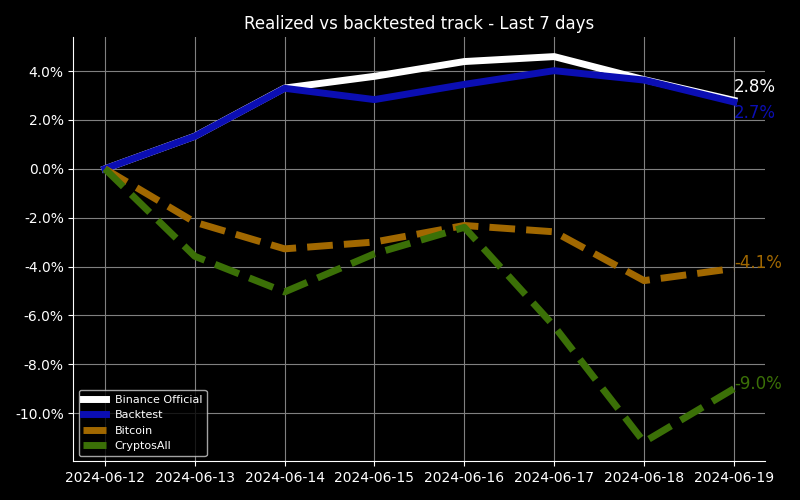 Realized vs backtested track - Last 7 days
4.0%
2.0%
0.0%
-2.0%
-4.0%
-6.0%
-8.0%
-10.0%
2.8%
2.7%
-4.1%
-9.0%
Binance Official
Backtest
Bitcoin
CryptosAll
2024-06-12 2024-06-13 2024-06-14 2024-06-15 2024-06-16 2024-06-17 2024-06-18 2024-06-19